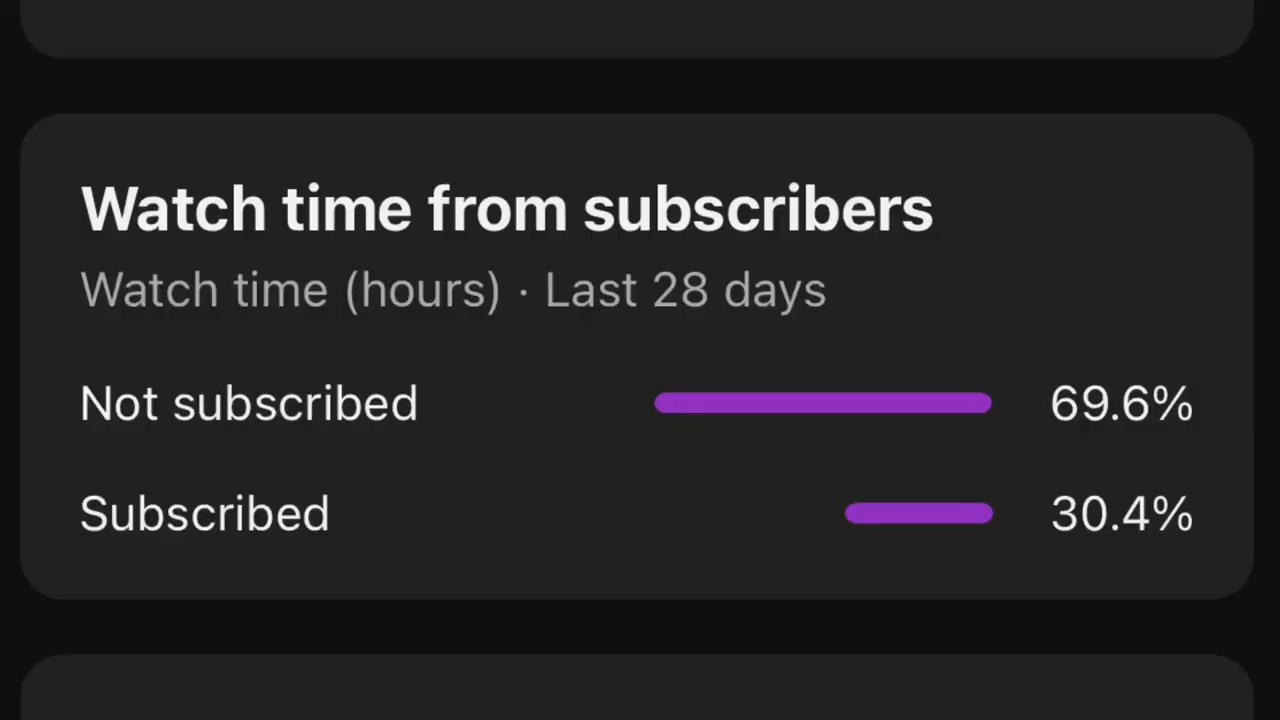 Watch time from subscribers
Watch time (hours) · Last 28 days
Not subscribed 69.6%
Subscribed 30.4%